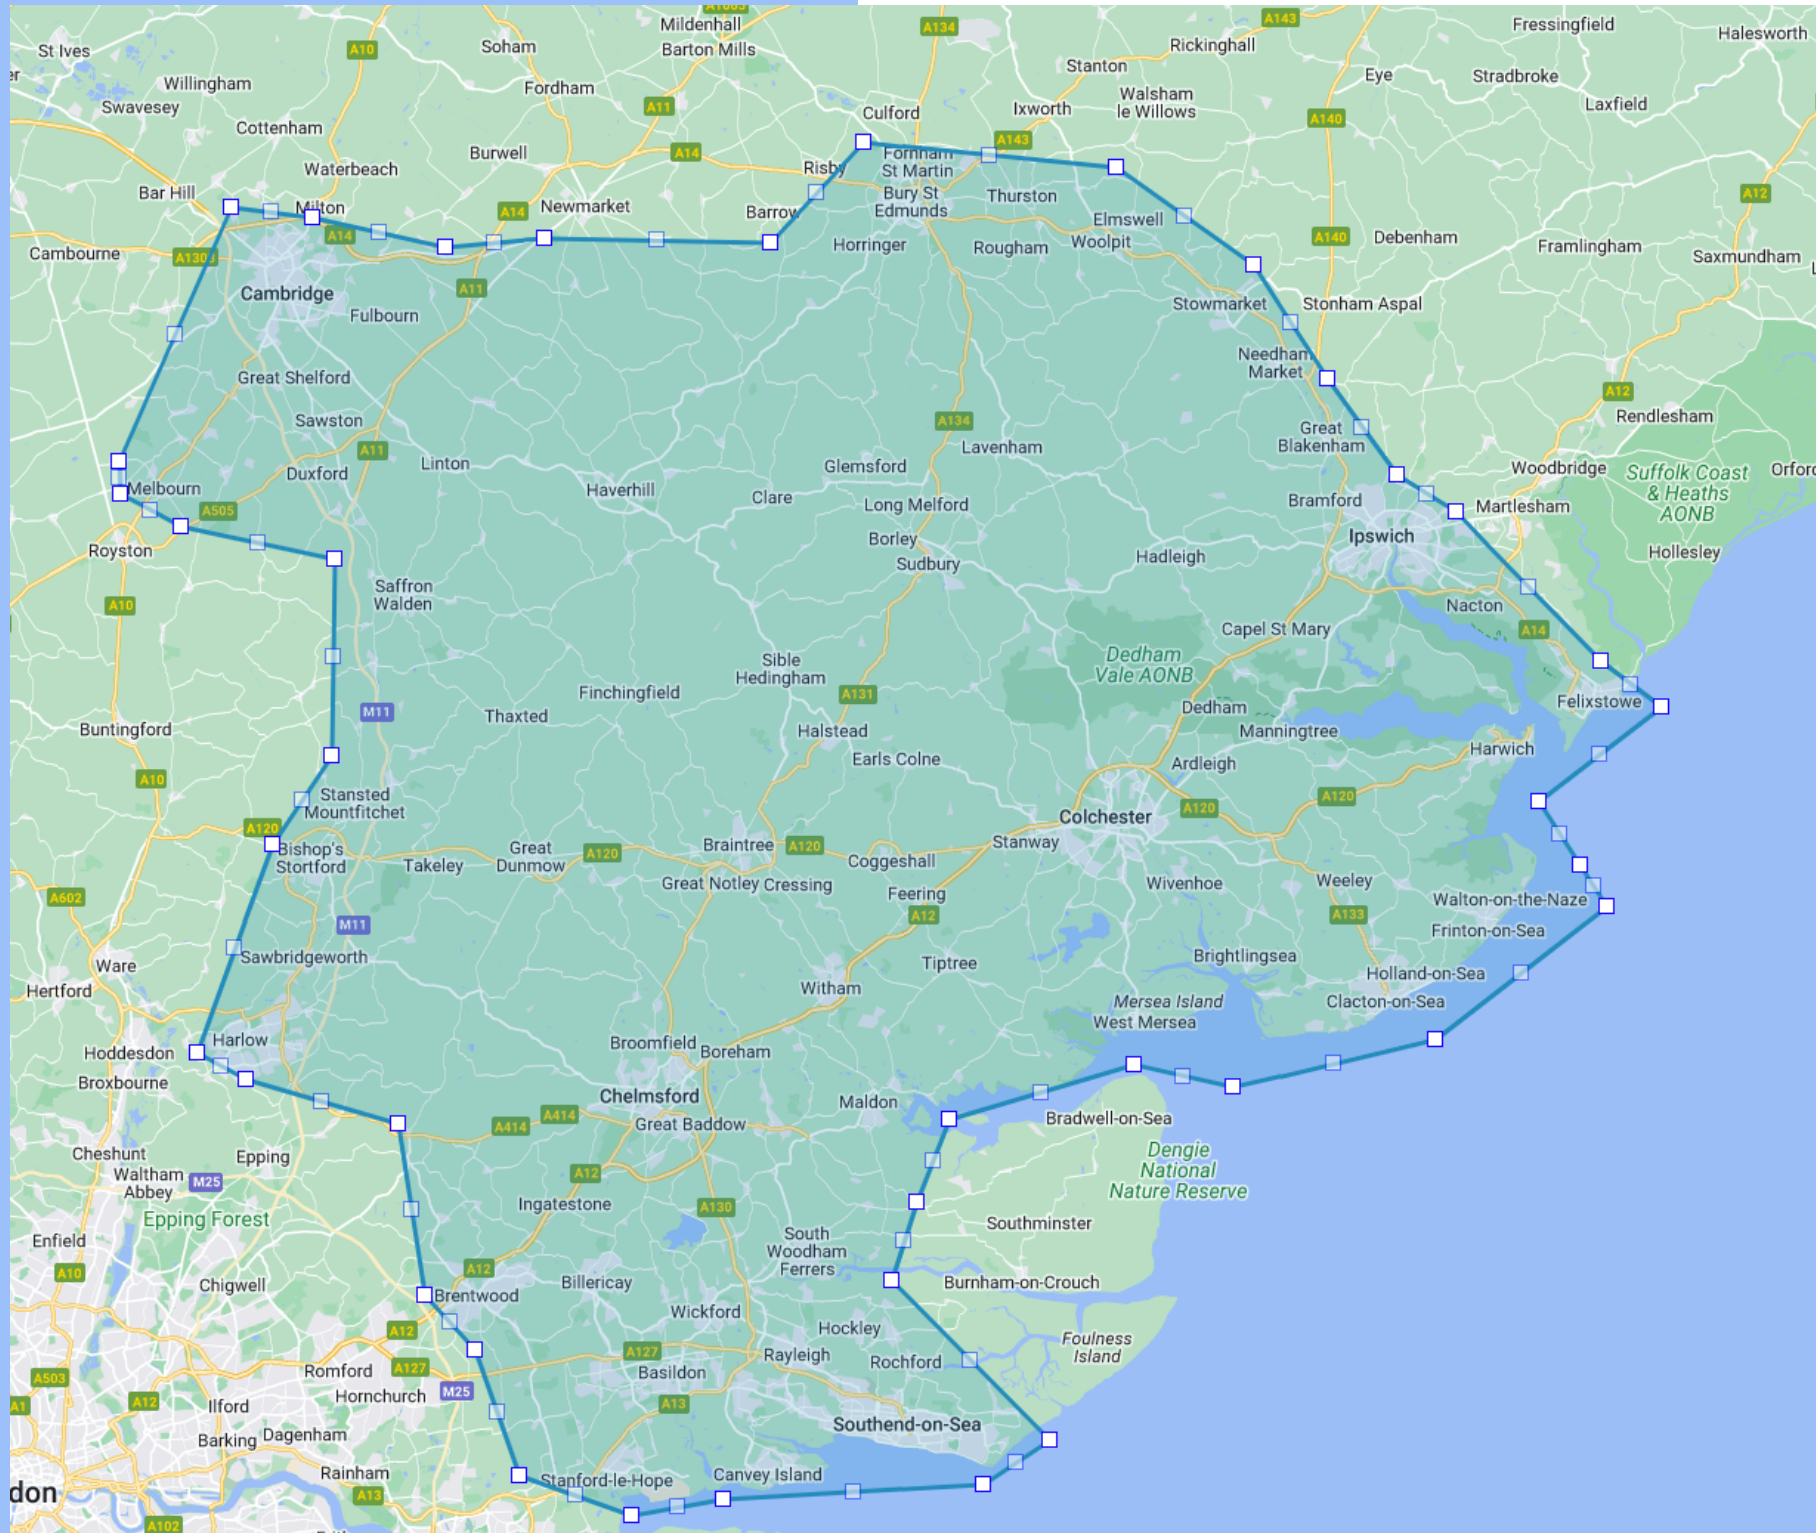 Mildenhall
Barton Mills
A134
A143
Fressingfield
Halesworth
St Ives
A10
Soham
Rickinghall
Stanton
Eye
Stradbroke
Willingham
Fordham
Swavesey
A11
Culford
Ixworth
Walsham
le Willows
A140
Laxfield
Cottenham
Waterbeach
Burwell
A14
A143
Risby
Fornham
St Martin
Bar Hill
Milton
A14
Newmarket
Barrow
Bury St
Edmunds
Thurston
Elmswell
A12
A14
Cambourne
Horringer
Rougham
Woolpit
A140
Debenham
Framlingham
Saxmundham
A11
Cambridge
Fulbourn
Stowmarket
Stonham Aspal
Great Shelford
Needham
Market
A12
Sawston
A134
Rendlesham
A11
Lavenham
Great
Blakenham
Duxford
Linton
Glemsford
Woodbridge
Suffolk Coast
& Heaths
AONB
Melbourn
Haverhill
Clare
Long Melford
Bramford
Martlesham
A505
Royston
Borley
Ipswich
Hollesley
Sudbury
Hadleigh
Saffron
Walden
A10
Nacton
Capel St Mary
A14
Dedham
Vale AONB
Sible
Hedingham
Finchingfield
A131
M11
Thaxted
Dedham
Felixstowe
Buntingford
Halstead
Manningtree
Harwich
Earls Colne
Ardleigh
A10
Stansted
Mountfitchet
A120
A120
A120
Colchester
Bishop's
Stortford
Takeley
Great
Dunmow
A120
Braintree
A120
Coggeshall
Stanway
Great Notley
Cressing
Feering
Wivenhoe
Weeley
A602
M11
A12
A133
Walton-on-the-Naze
Frinton-on-Sea
Ware
Sawbridgeworth
Tiptree
Brightlingsea
Holland-on-Sea
Hertford
Witham
Mersea Island
West Mersea
Clacton-on-Sea
Hoddesdon
Harlow
Broomfield
Boreham
Broxbourne
Chelmsford
Maldon
A414
A414
Great Baddow
Bradwell-on-Sea
Cheshunt
Epping
Waltham
Abbey
M25
A12
Dengie
National
Nature Reserve
Epping Forest
Ingatestone
A130
Southminster
Enfield
South
Woodham
Ferrers
A10
Chigwell
A12
Brentwood
Billericay
Burnham-on-Crouch
Wickford
Hockley
Foulness
Island
A12
A127
Romford
A127
Rayleigh
Rochford
A503
Hornchurch
M25
Basildon
A1
A12
Ilford
A13
Southend-on-Sea
Barking
Dagenham
Rainham
Stanford-le-Hope
Canvey Island
don
A13
A102